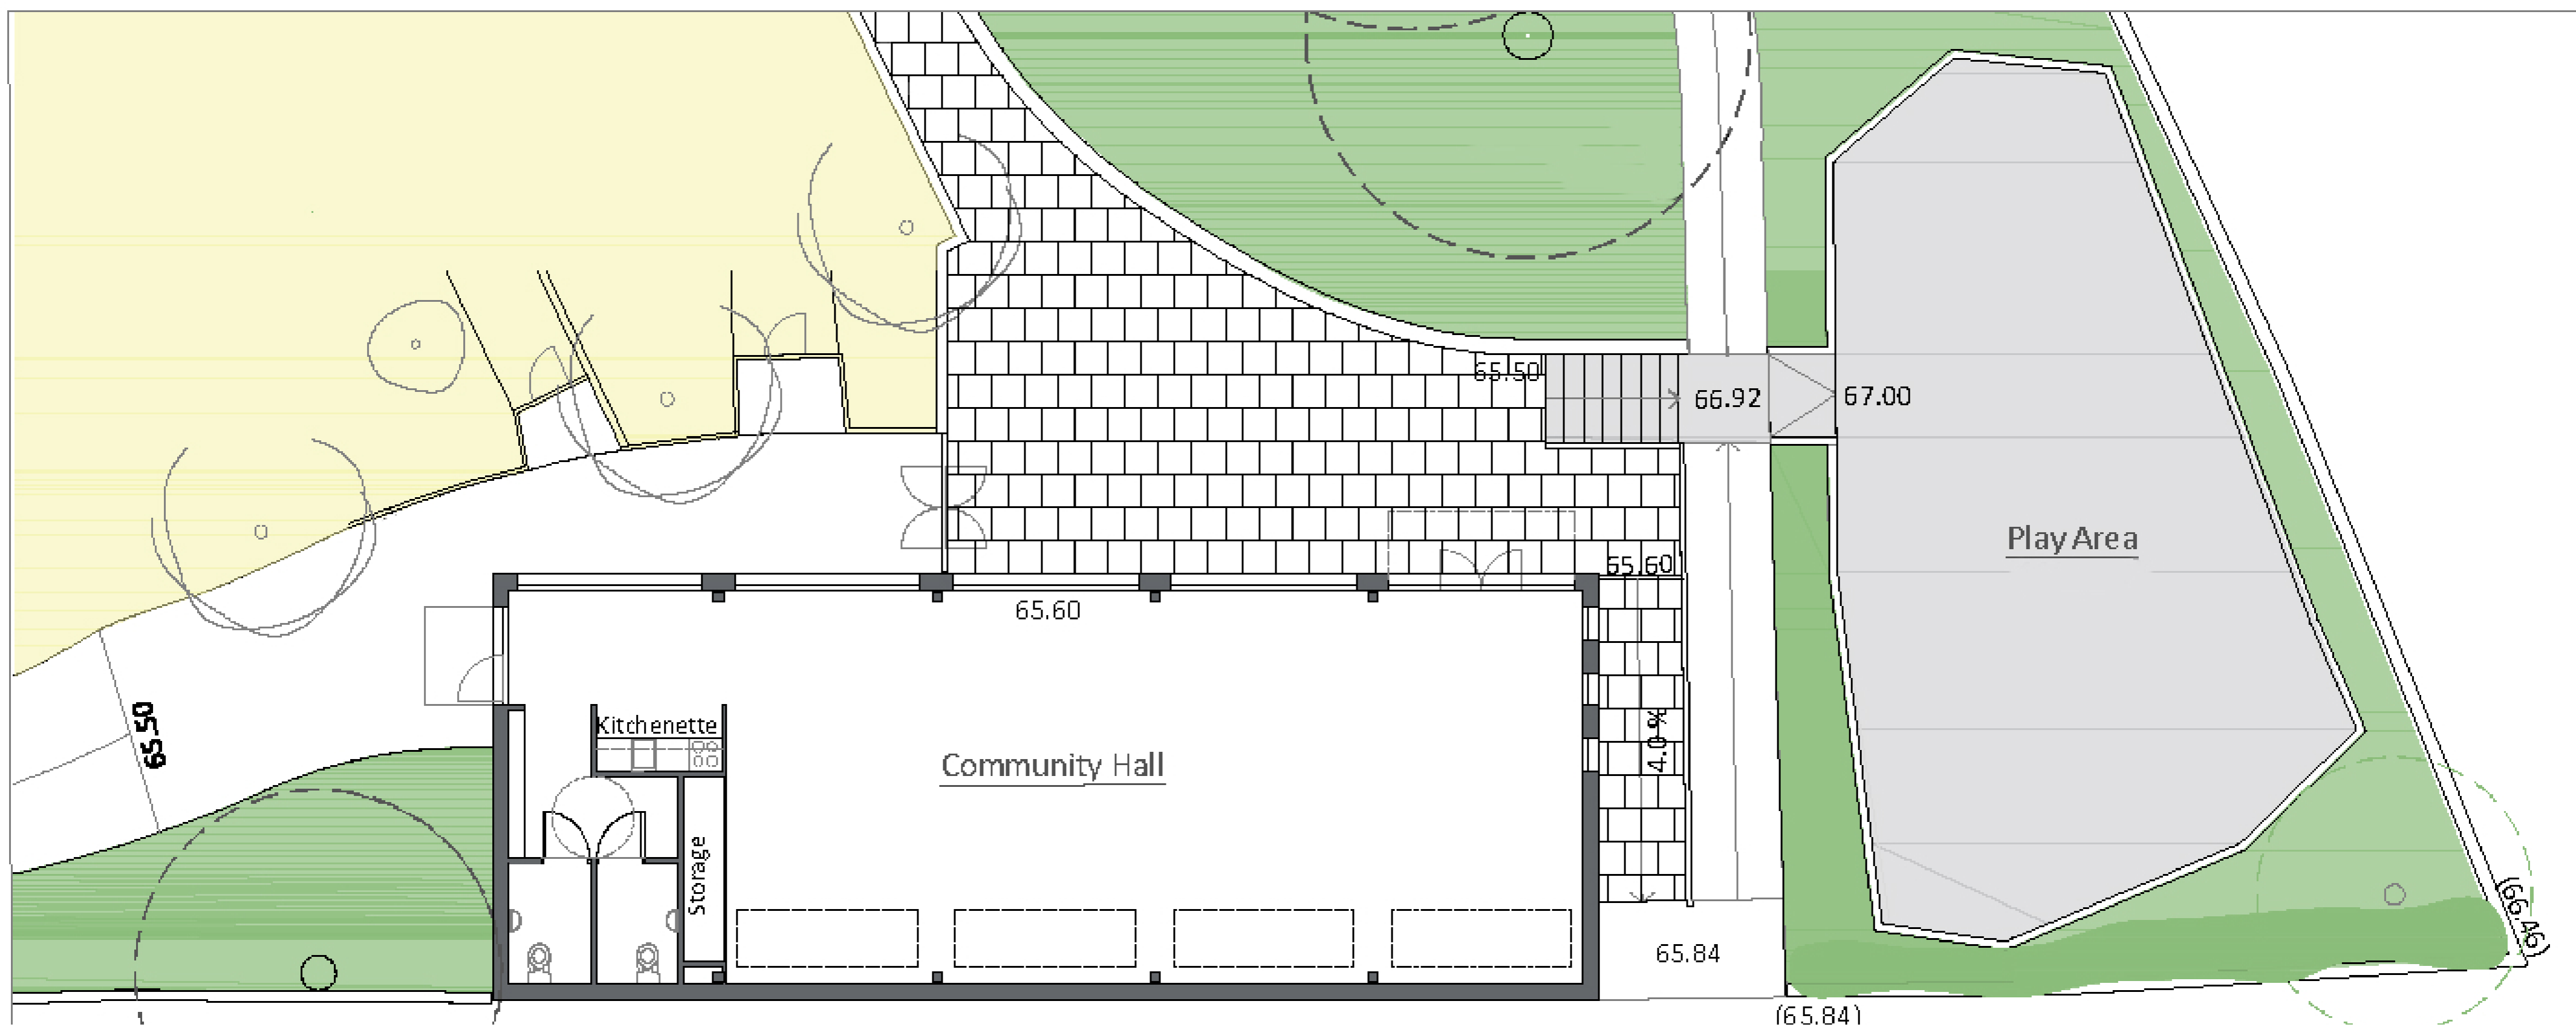 65.50
66.92
67.00
Play Area
65.60
65.60
65.50
Kitchenette
4.0 %
Community Hall
Storage
65.84
(66.46)
(65.84)